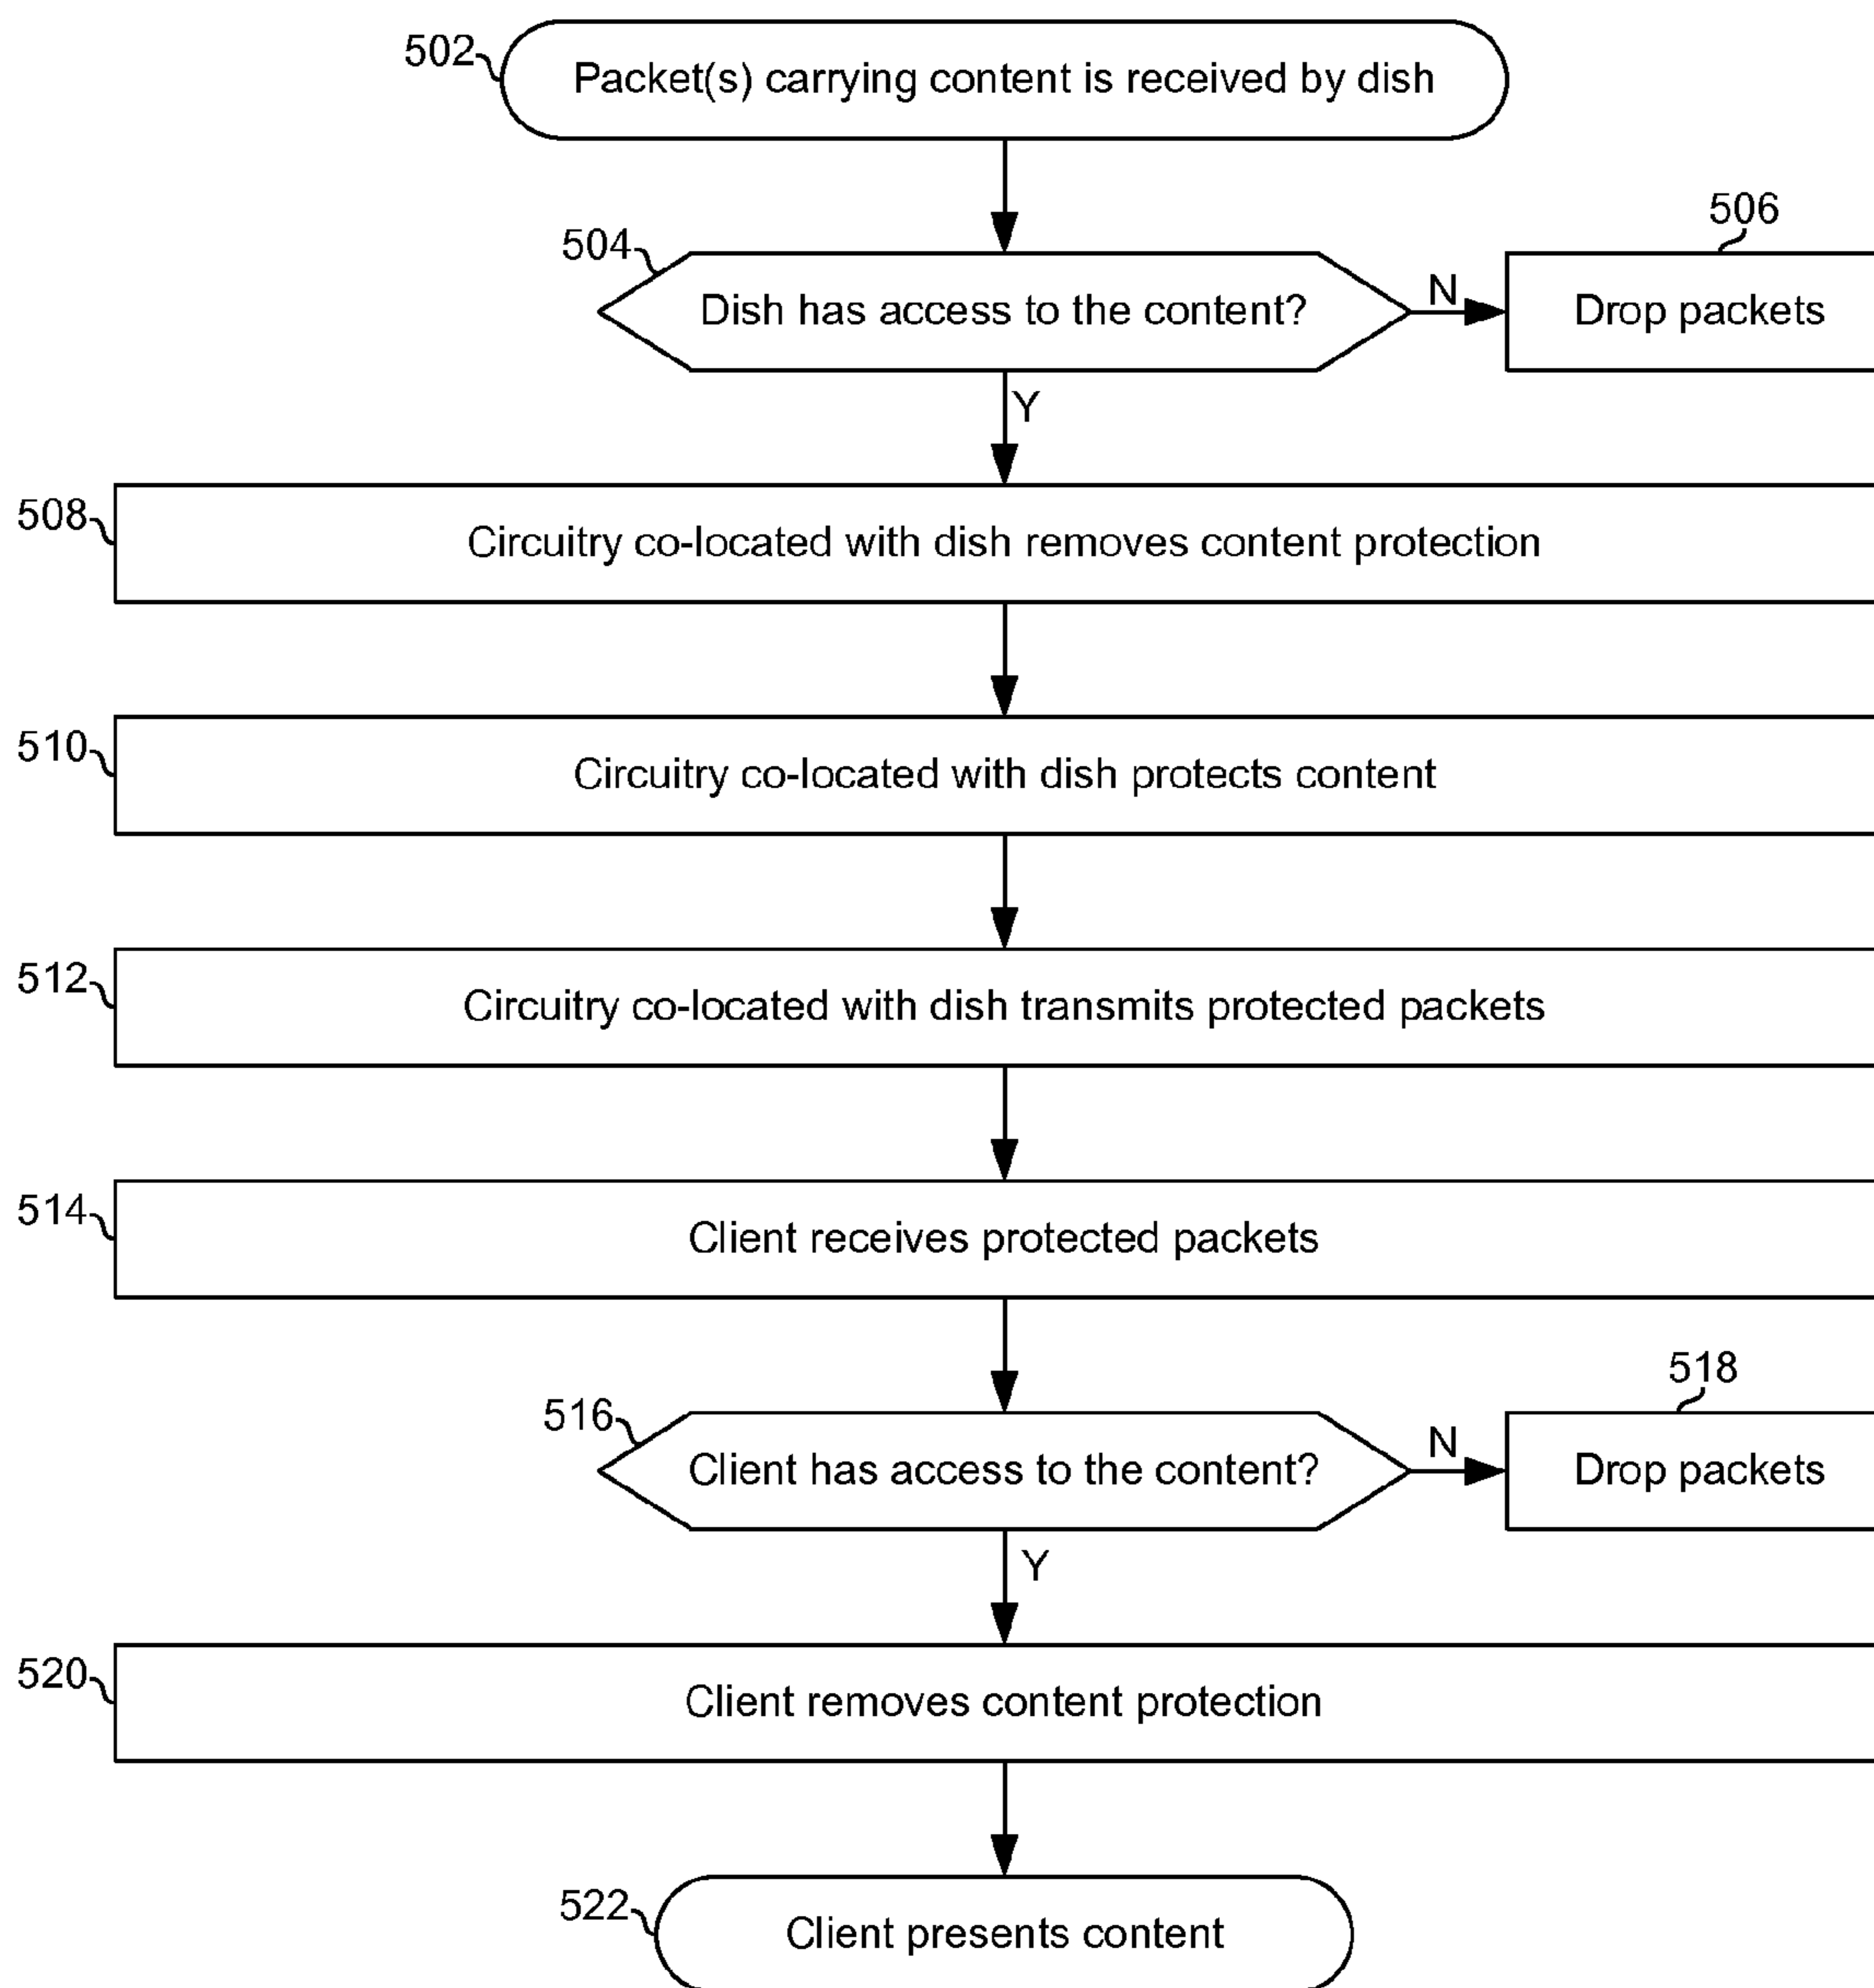 502
Packet(s) carrying content is received by dish
504
Dish has access to the content?
N
506
Drop packets
Y
508
Circuitry co-located with dish removes content protection
510
Circuitry co-located with dish protects content
512
Circuitry co-located with dish transmits protected packets
514
Client receives protected packets
516
Client has access to the content?
N
518
Drop packets
Y
520
Client removes content protection
522
Client presents content